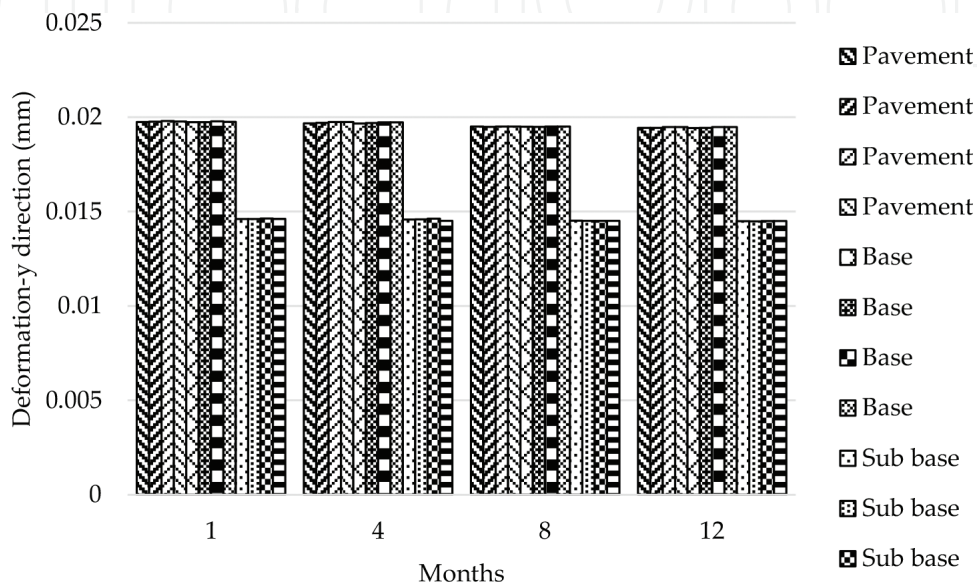 0.025
0.02
0.015
0.01
0.005
0
Deformation-y direction (mm)
1 4 8 12
Months
Pavement
Pavement
Pavement
Pavement
Base
Base
Base
Base
Sub base
Sub base
Sub base